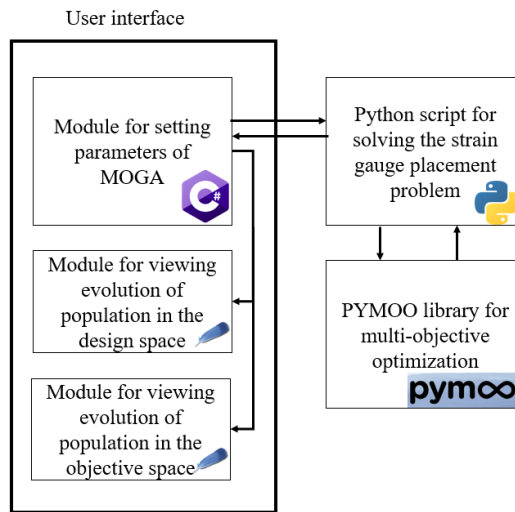 User interface
Module for setting
parameters of
MOGA
C#
Module for viewing
evolution of
population in the
design space
Module for viewing
evolution of
population in the
objective space
Python script for
solving the strain
gauge placement
problem
PYMOO library for
multi-objective
optimization
pymoo